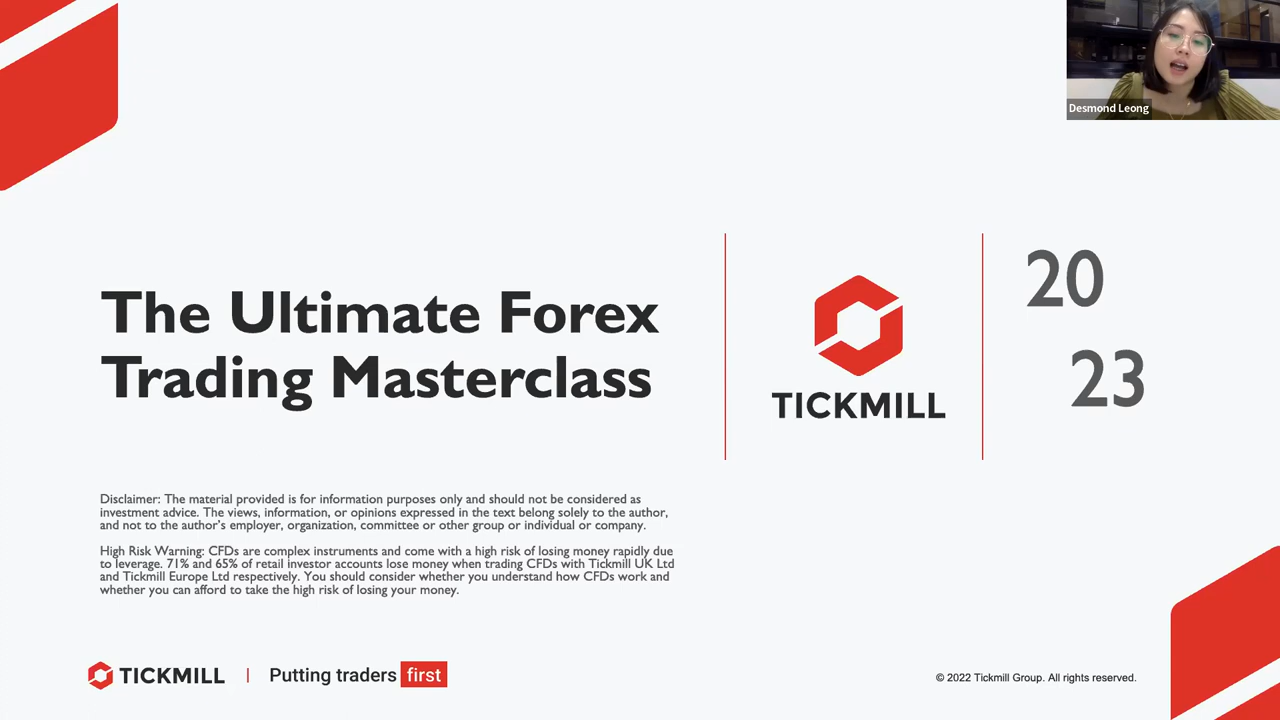 Desmond Leong
The Ultimate Forex
Trading Masterclass
TICKMILL
20
23
Disclaimer: The material provided is for information purposes only and should not be considered as
investment advice. The views, information, or opinions expressed in the text belong solely to the author,
and not to the author's employer, organization, committee or other group or individual or company.
High Risk Warning: CFDs are complex instruments and come with a high risk of losing money rapidly due
to leverage. 71% and 65% of retail investor accounts lose money when trading CFDs with Tickmill UK Ltd
and Tickmill Europe Ltd respectively. You should consider whether you understand how CFDs work and
whether you can afford to take the high risk of losing your money.
TICKMILL | Putting traders first
© 2022 Tickmill Group. All rights reserved.